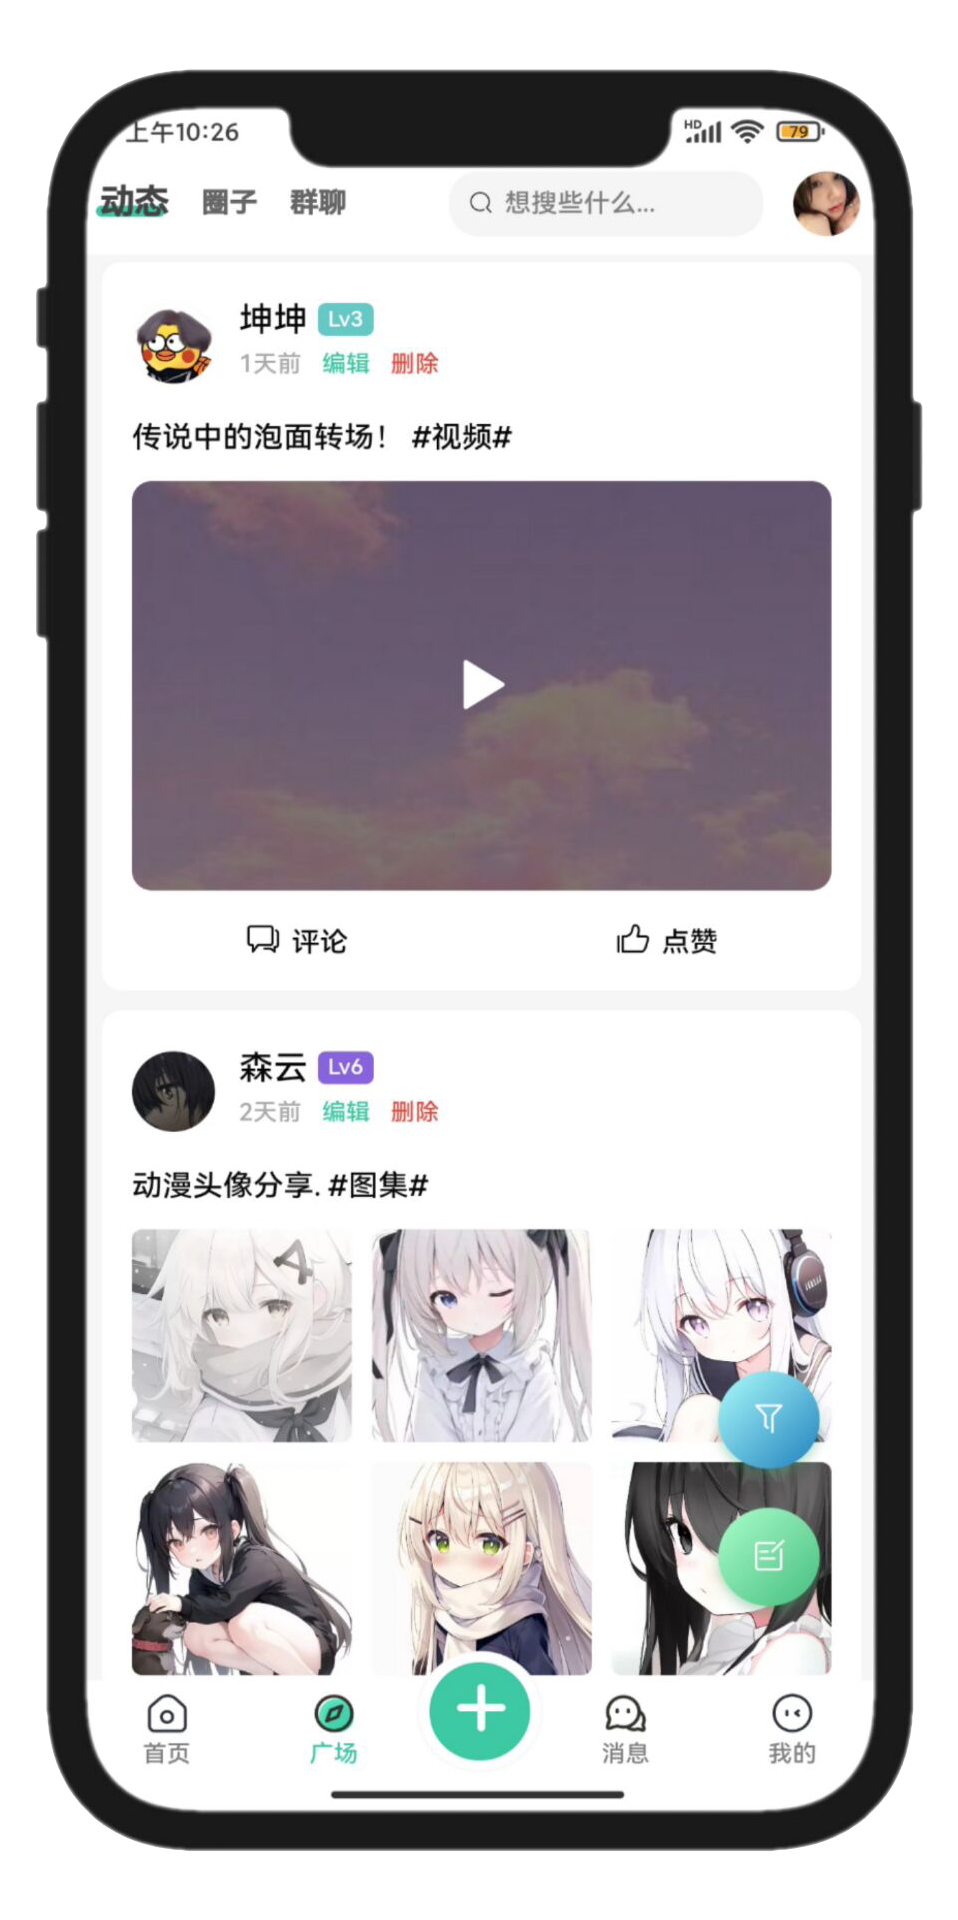 上午10:26 HD 79
动态 圈子 群聊 想搜些什么...
坤坤 Lv3
1天前 编辑 删除
传说中的泡面转场！ #视频#
评论 点赞
森云 Lv6
2天前 编辑 删除
动漫头像分享. #图集#
首页 广场 消息 我的